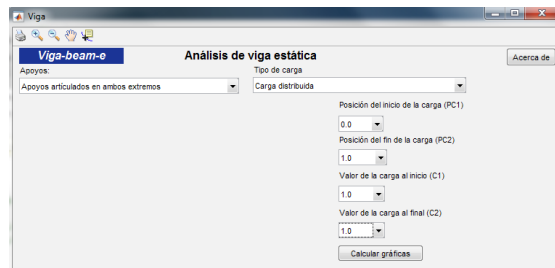 Viga
Viga-beam-e
Análisis de viga estática
Acerca de
Apoyos:
Tipo de carga
Apoyos artículados en ambos extremos
Carga distribuida
Posición del inicio de la carga (PC1)
0.0
Posición del fin de la carga (PC2)
1.0
Valor de la carga al inicio (C1)
1.0
Valor de la carga al final (C2)
1.0
Calcular gráficas